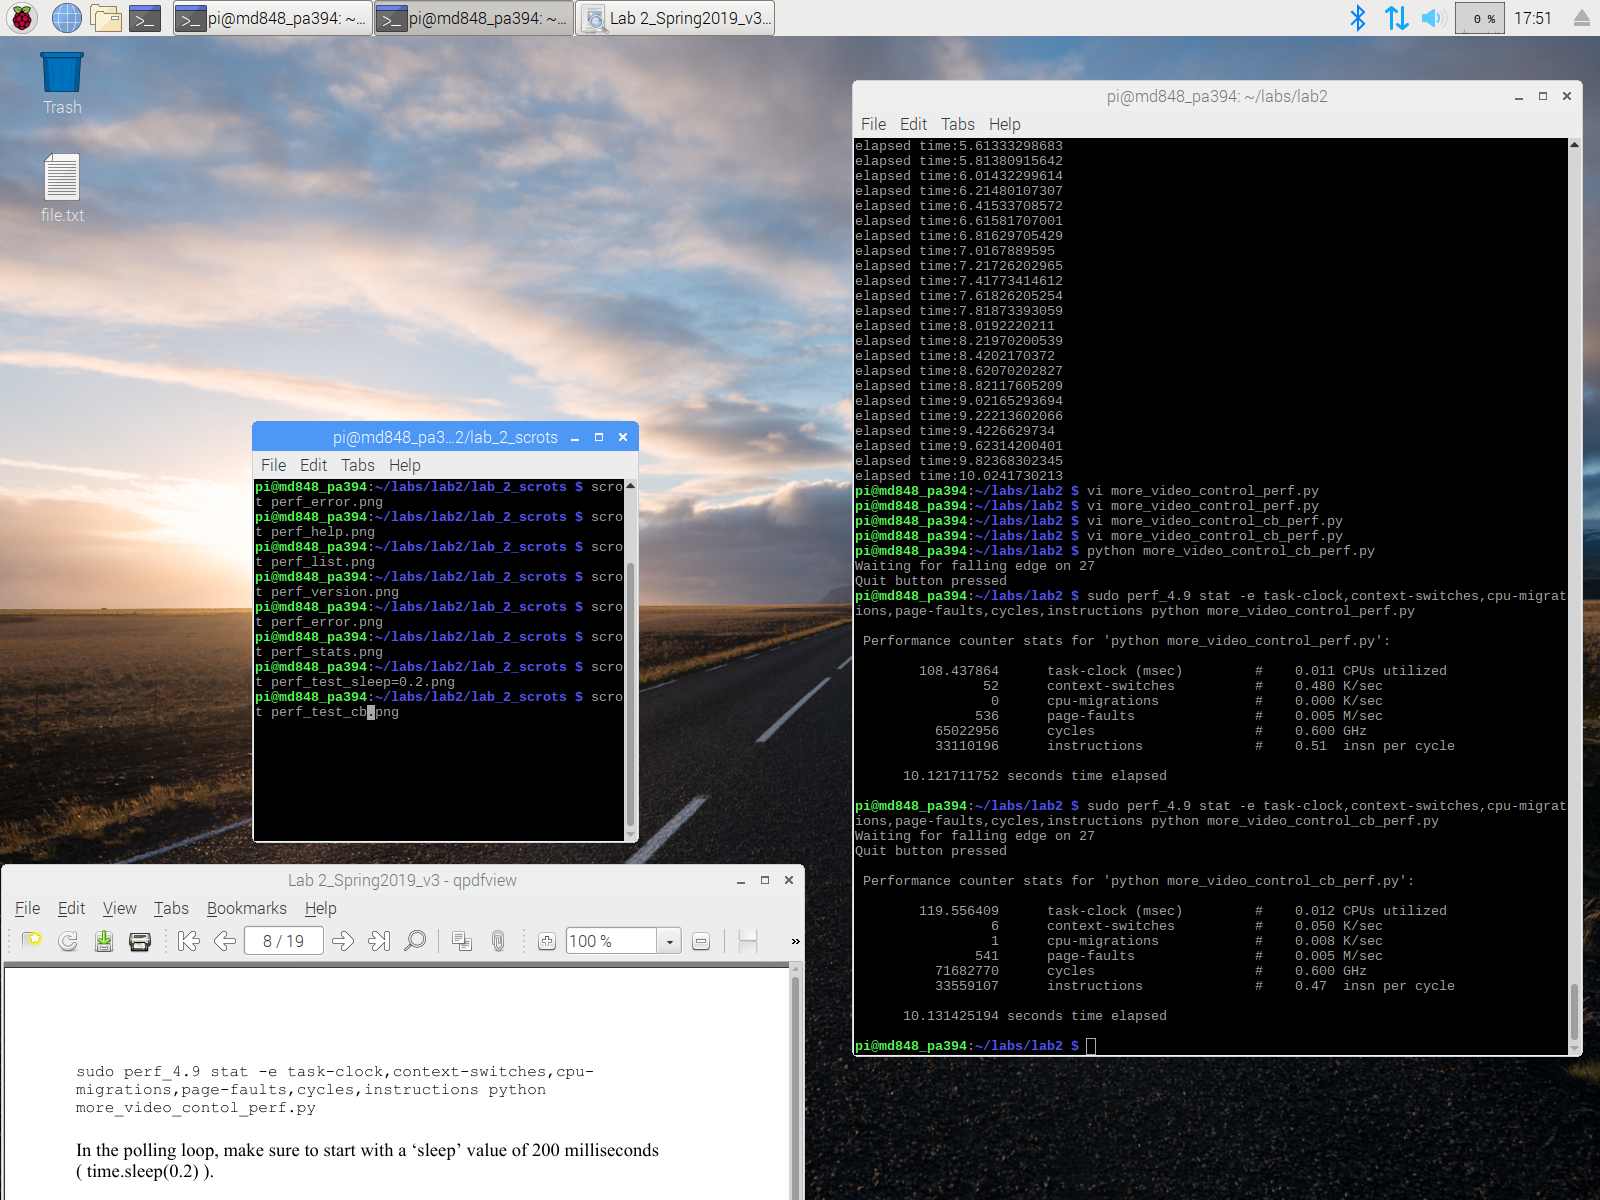 pi@md848_pa394: ~...
pi@md848_pa394: ~...
Lab 2_Spring2019_v3...
0 %
17:51
Trash
file.txt
pi@md848_pa394: ~/labs/lab2
File Edit Tabs Help
elapsed time:5.61333298683
elapsed time:5.81380915642
elapsed time:6.01432299614
elapsed time:6.21480107307
elapsed time:6.41533708572
elapsed time:6.61581707001
elapsed time:6.81629705429
elapsed time:7.0167889595
elapsed time:7.21726202965
elapsed time:7.41773414612
elapsed time:7.61826205254
elapsed time:7.81873393059
elapsed time:8.0192220211
elapsed time:8.21970200539
elapsed time:8.4202170372
elapsed time:8.62070202827
elapsed time:8.82117605209
elapsed time:9.02165293694
elapsed time:9.22213602066
elapsed time:9.4226629734
elapsed time:9.62314200401
elapsed time:9.82368302345
elapsed time:10.0241730213
pi@md848_pa394:~/labs/lab2 $ vi more_video_control_perf.py
pi@md848_pa394:~/labs/lab2 $ vi more_video_control_perf.py
pi@md848_pa394:~/labs/lab2 $ vi more_video_control_cb_perf.py
pi@md848_pa394:~/labs/lab2 $ vi more_video_control_cb_perf.py
pi@md848_pa394:~/labs/lab2 $ python more_video_control_cb_perf.py
Waiting for falling edge on 27
Quit button pressed
pi@md848_pa394:~/labs/lab2 $ sudo perf_4.9 stat -e task-clock,context-switches,cpu-migrat
ions,page-faults,cycles,instructions python more_video_control_perf.py
Performance counter stats for 'python more_video_control_perf.py':
108.437864 task-clock (msec) # 0.011 CPUs utilized
52 context-switches # 0.480 K/sec
0 cpu-migrations # 0.000 K/sec
536 page-faults # 0.005 M/sec
65022956 cycles # 0.600 GHz
33110196 instructions # 0.51 insn per cycle
10.121711752 seconds time elapsed
pi@md848_pa394:~/labs/lab2 $ sudo perf_4.9 stat -e task-clock,context-switches,cpu-migrat
ions,page-faults,cycles,instructions python more_video_control_cb_perf.py
Waiting for falling edge on 27
Quit button pressed
Performance counter stats for 'python more_video_control_cb_perf.py':
119.556409 task-clock (msec) # 0.012 CPUs utilized
6 context-switches # 0.050 K/sec
1 cpu-migrations # 0.008 K/sec
541 page-faults # 0.005 M/sec
71682770 cycles # 0.600 GHz
33559107 instructions # 0.47 insn per cycle
10.131425194 seconds time elapsed
pi@md848_pa394:~/labs/lab2 $
pi@md848_pa3...2/lab_2_scrots
File Edit Tabs Help
pi@md848_pa394:~/labs/lab2/lab_2_scrots $ scro
t perf_error.png
pi@md848_pa394:~/labs/lab2/lab_2_scrots $ scro
t perf_help.png
pi@md848_pa394:~/labs/lab2/lab_2_scrots $ scro
t perf_list.png
pi@md848_pa394:~/labs/lab2/lab_2_scrots $ scro
t perf_version.png
pi@md848_pa394:~/labs/lab2/lab_2_scrots $ scro
t perf_error.png
pi@md848_pa394:~/labs/lab2/lab_2_scrots $ scro
t perf_stats.png
pi@md848_pa394:~/labs/lab2/lab_2_scrots $ scro
t perf_test_sleep=0.2.png
pi@md848_pa394:~/labs/lab2/lab_2_scrots $ scro
t perf_test_cb.png
Lab 2_Spring2019_v3 - qpdfview
File Edit View Tabs Bookmarks Help
8 / 19
100 %
»
sudo perf_4.9 stat -e task-clock,context-switches,cpu-
migrations,page-faults,cycles,instructions python
more_video_contol_perf.py
In the polling loop, make sure to start with a ‘sleep’ value of 200 milliseconds
( time.sleep(0.2) ).